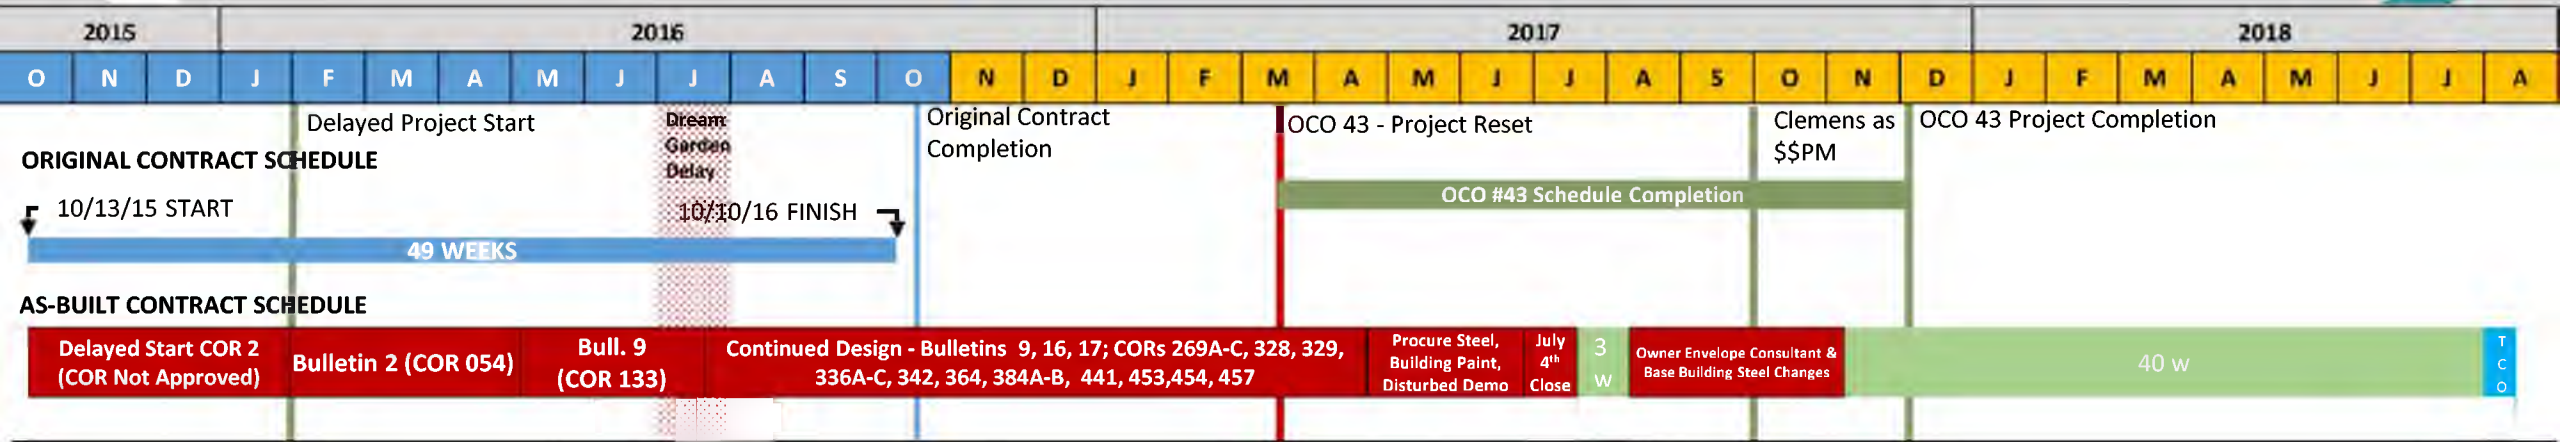 2015 2016 2017 2018
O N D J F M A M J J A S O N D J F M A M J J A S O N D J F M A M J J A
Delayed Project Start
Dream
Garden
Delay
Original Contract
Completion
OCO 43 - Project Reset
Clemens as
$$PM
OCO 43 Project Completion
ORIGINAL CONTRACT SCHEDULE
OCO #43 Schedule Completion
10/13/15 START
10/10/16 FINISH
49 WEEKS
AS-BUILT CONTRACT SCHEDULE
Delayed Start COR 2
(COR Not Approved)
Bulletin 2 (COR 054)
Bull. 9
(COR 133)
Continued Design - Bulletins 9, 16, 17; CORs 269A-C, 328, 329,
336A-C, 342, 364, 384A-B, 441, 453,454, 457
Procure Steel,
Building Paint,
Disturbed Demo
July
4th
Close
3
W
Owner Envelope Consultant &
Base Building Steel Changes
40 w
T
C
O